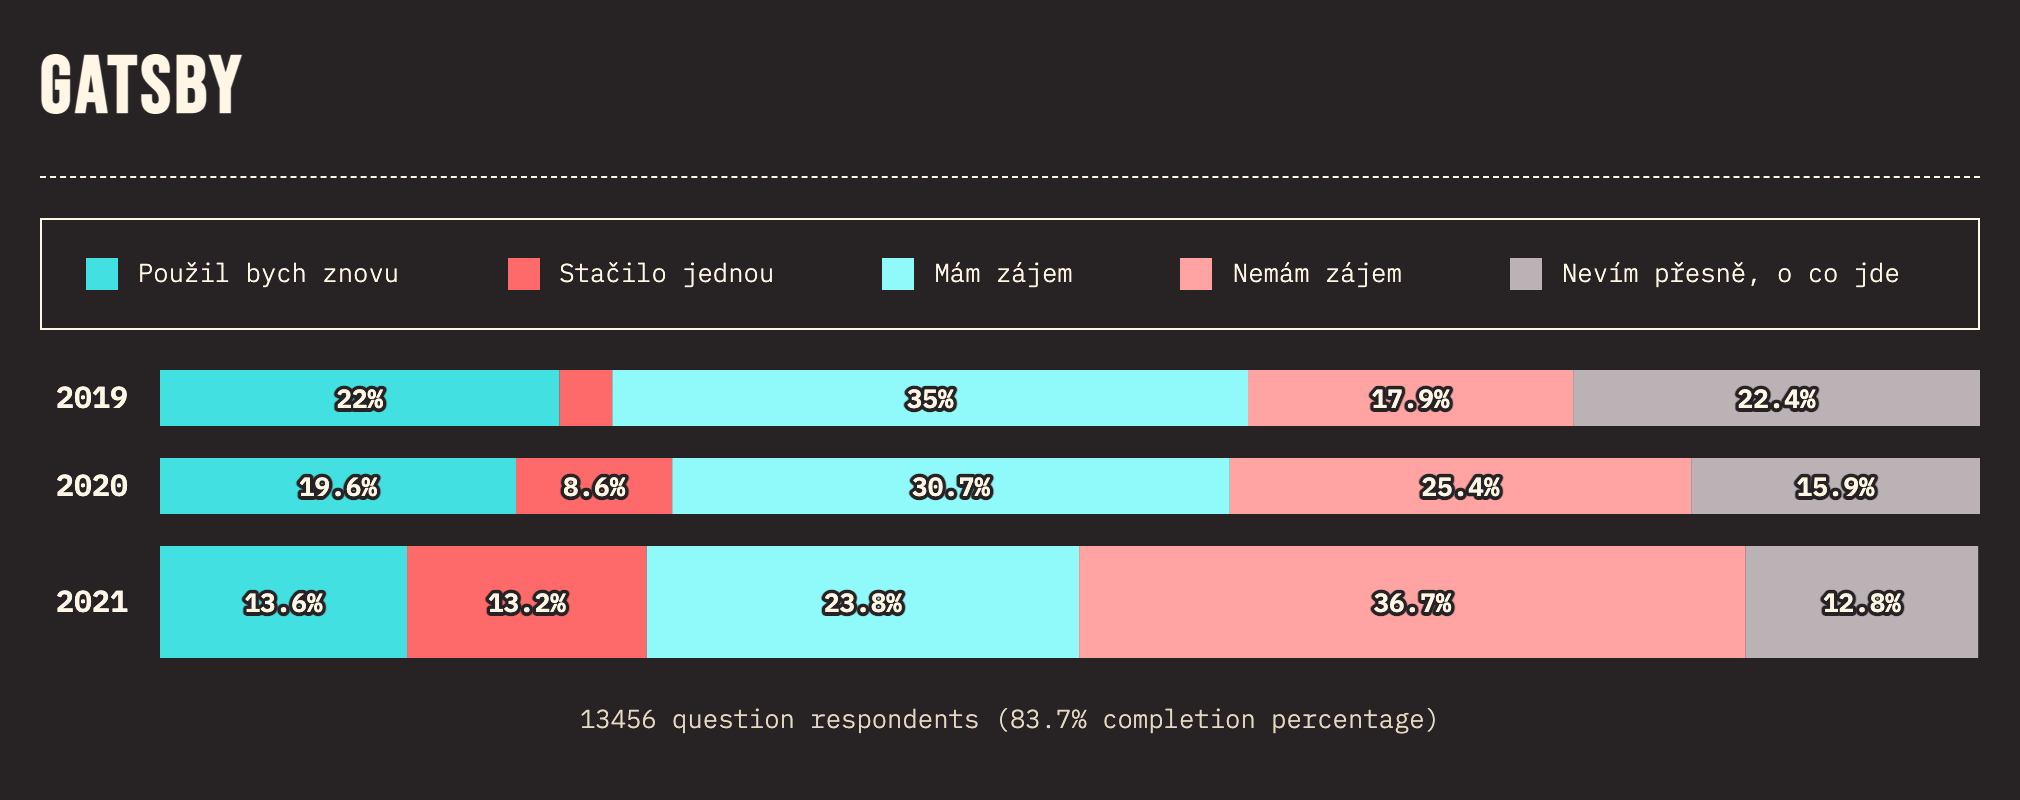 GATSBY
Použil bych znovu Stačilo jednou Mám zájem Nemám zájem Nevím přesně, o co jde
2019 22% 35% 17.9% 22.4%
2020 19.6% 8.6% 30.7% 25.4% 15.9%
2021 13.6% 13.2% 23.8% 36.7% 12.8%
13456 question respondents (83.7% completion percentage)